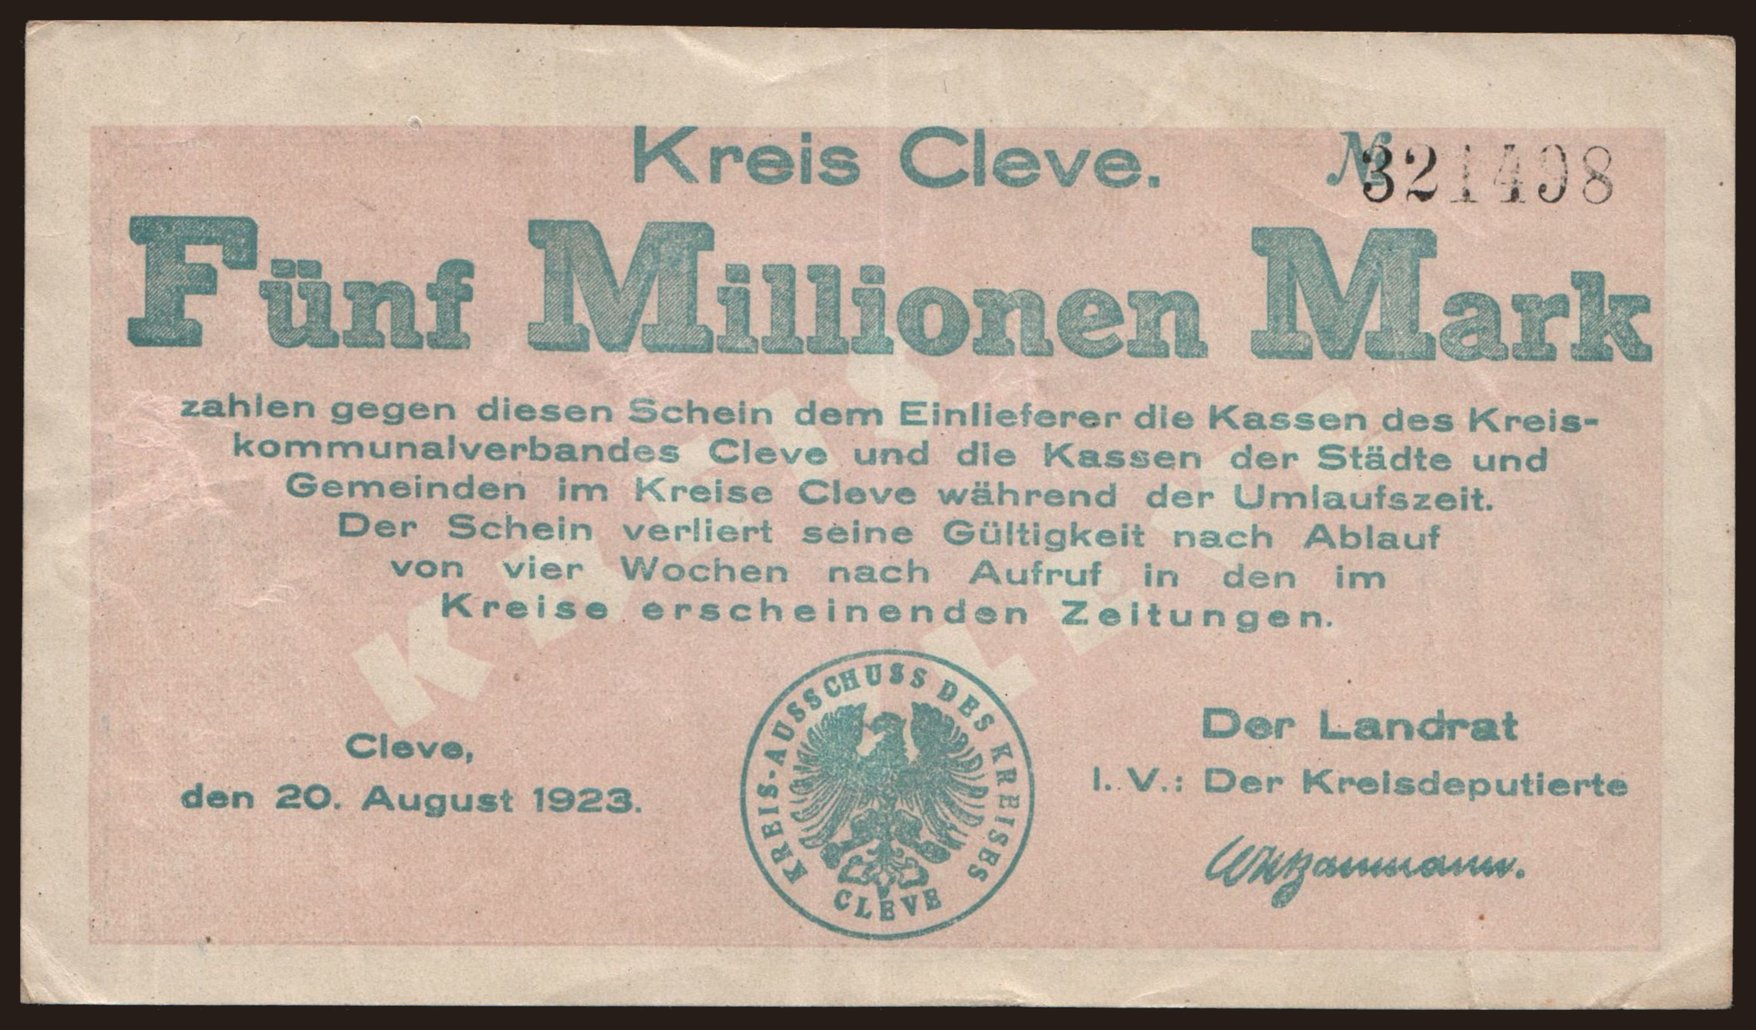 Kreis Cleve.
№ 321498
Fünf Millionen Mark
zahlen gegen diesen Schein dem Einlieferer die Kassen des Kreis-
kommunalverbandes Cleve und die Kassen der Städte und
Gemeinden im Kreise Cleve während der Umlaufszeit.
Der Schein verliert seine Gültigkeit nach Ablauf
von vier Wochen nach Aufruf in den im
Kreise erscheinenden Zeitungen.
KREIS
CLEVE
Cleve,
den 20. August 1923.
KREIS-AUSSCHUSS DES KREISES
CLEVE
Der Landrat
I. V.: Der Kreisdeputierte